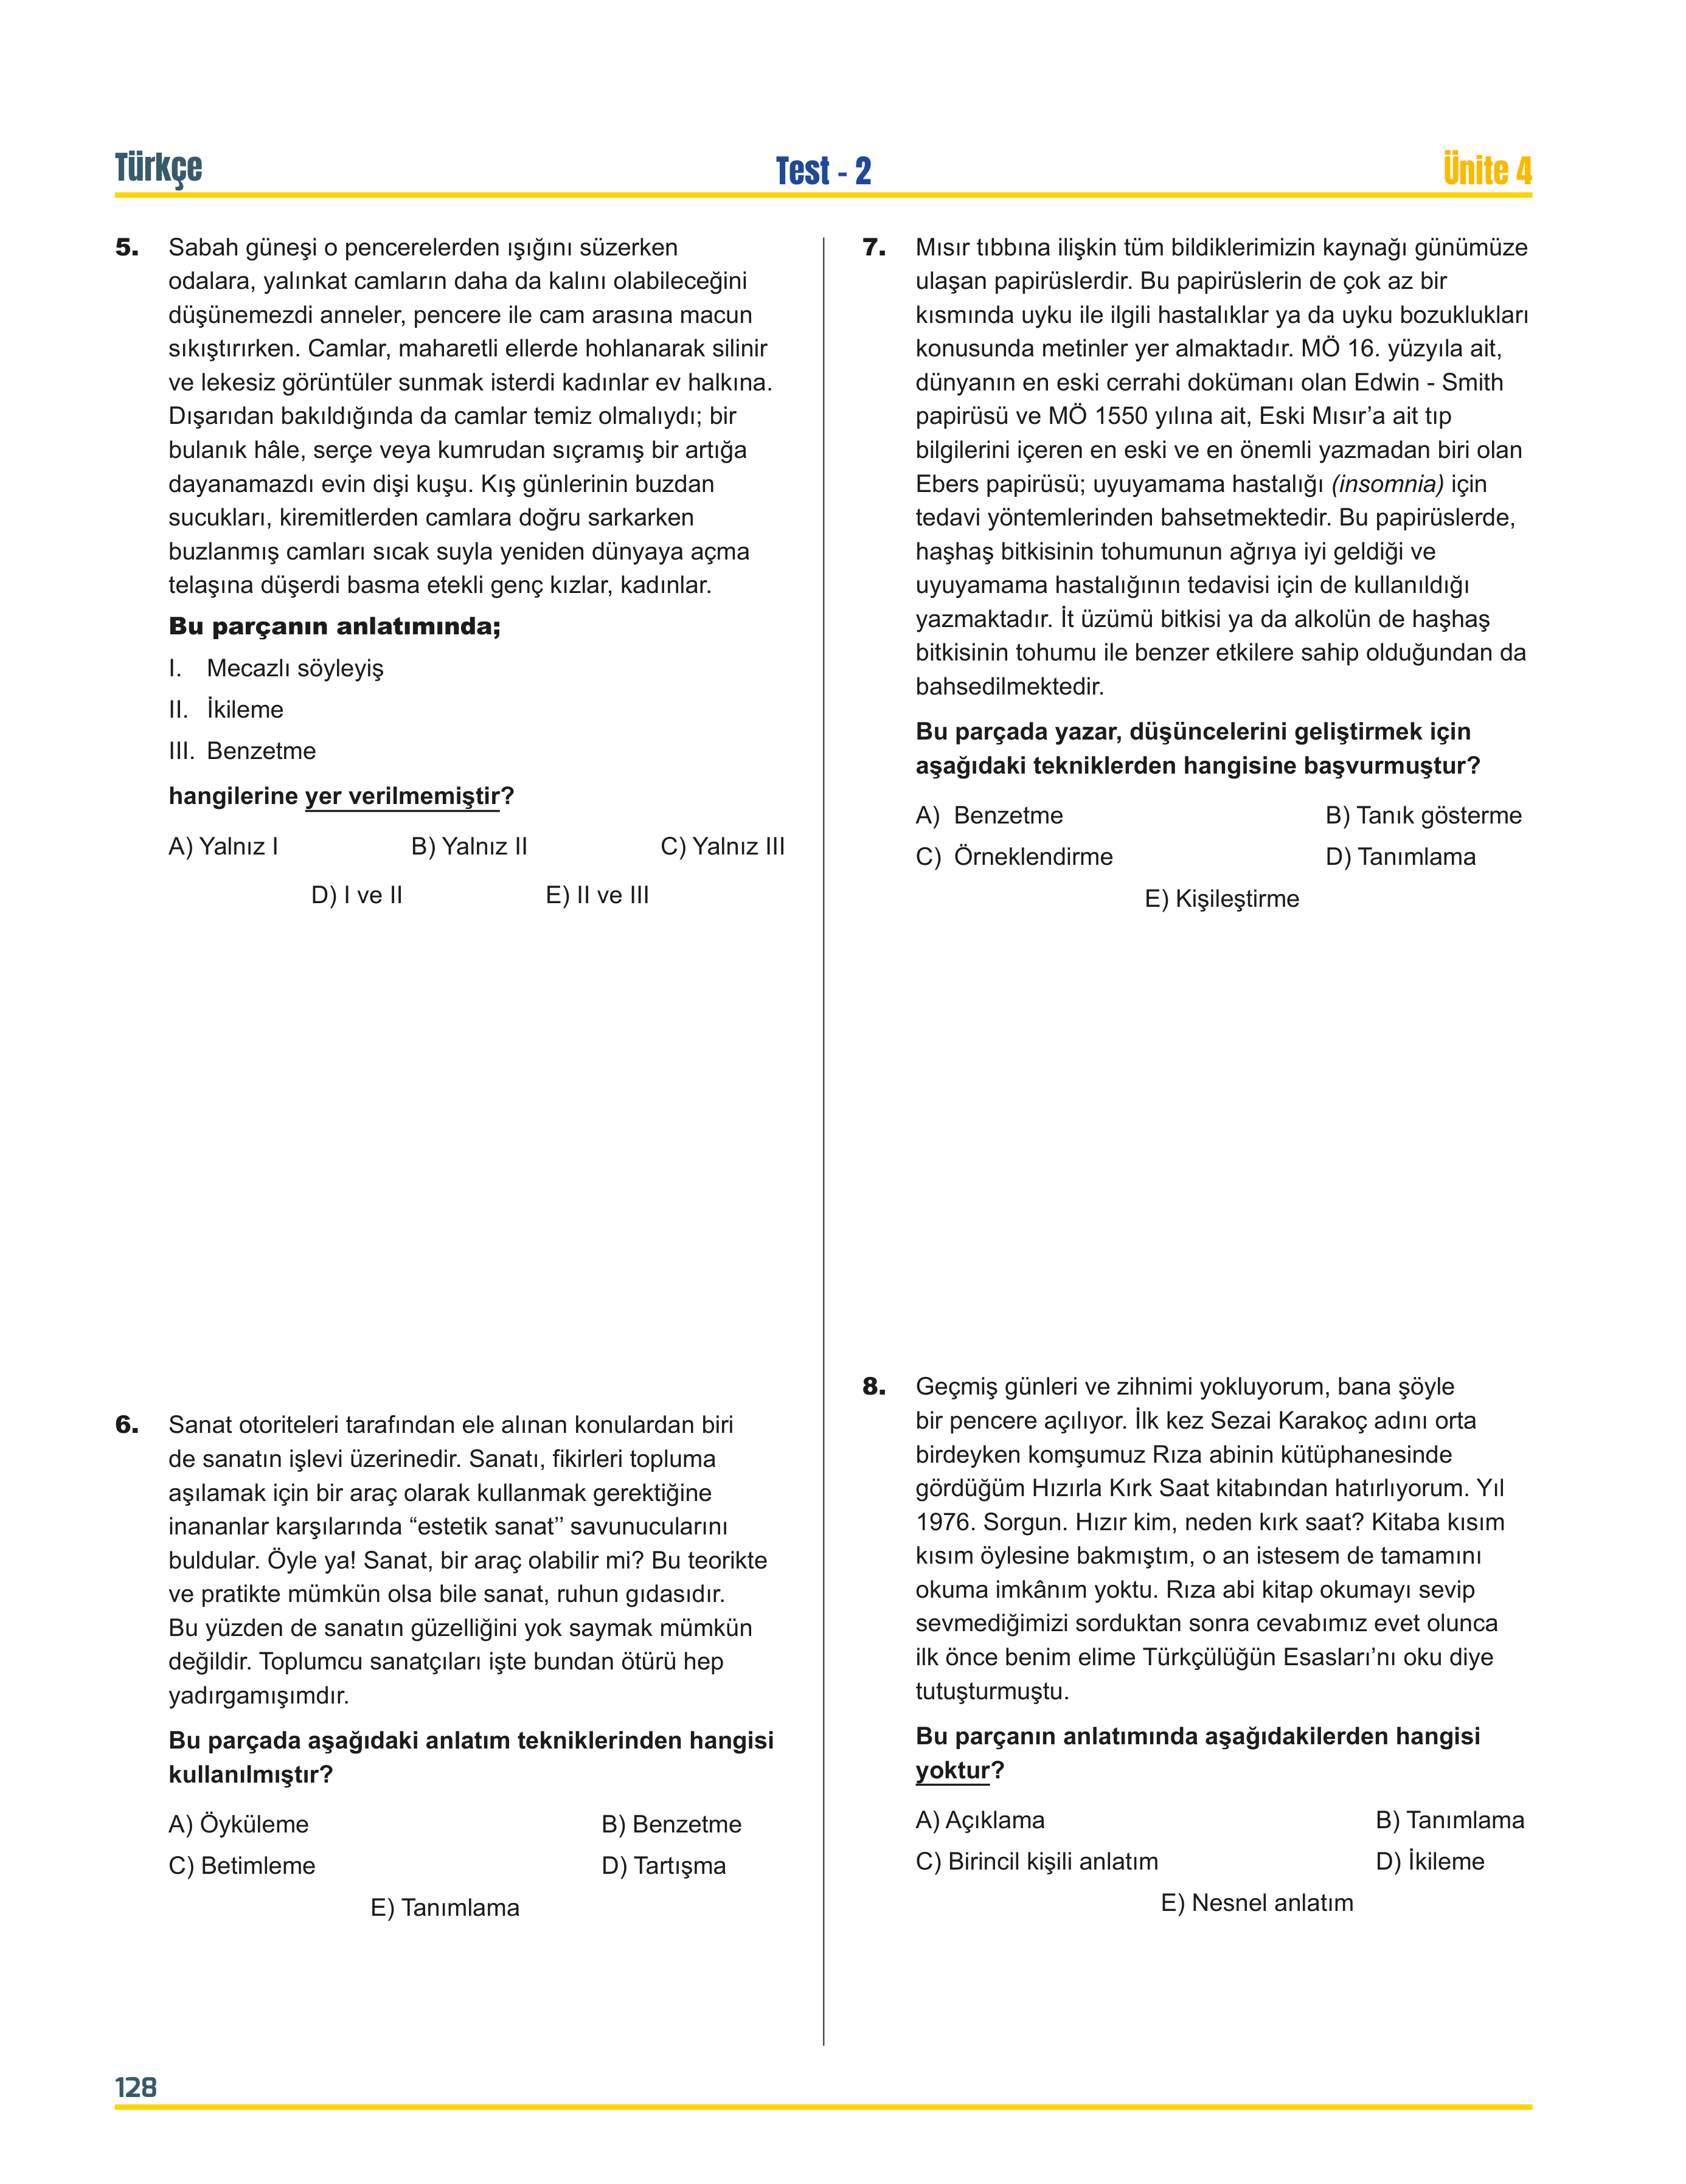 Türkçe
Test - 2
Ünite 4
5. Sabah güneşi o pencerelerden ışığını süzerken
odalara, yalınkat camların daha da kalını olabileceğini
düşünemezdi anneler, pencere ile cam arasına macun
sıkıştırırken. Camlar, maharetli ellerde hohlanarak silinir
ve lekesiz görüntüler sunmak isterdi kadınlar ev halkına.
Dışarıdan bakıldığında da camlar temiz olmalıydı; bir
bulanık hâle, serçe veya kumrudan sıçramış bir artığa
dayanamazdı evin dişi kuşu. Kış günlerinin buzdan
sucukları, kiremitlerden camlara doğru sarkarken
buzlanmış camları sıcak suyla yeniden dünyaya açma
telaşına düşerdi basma etekli genç kızlar, kadınlar.
Bu parçanın anlatımında;
I. Mecazlı söyleyiş
II. İkileme
III. Benzetme
hangilerine yer verilmemiştir?
A) Yalnız I B) Yalnız II C) Yalnız III
D) I ve II E) II ve III
6. Sanat otoriteleri tarafından ele alınan konulardan biri
de sanatın işlevi üzerinedir. Sanatı, fikirleri topluma
aşılamak için bir araç olarak kullanmak gerektiğine
inananlar karşılarında “estetik sanat’’ savunucularını
buldular. Öyle ya! Sanat, bir araç olabilir mi? Bu teorikte
ve pratikte mümkün olsa bile sanat, ruhun gıdasıdır.
Bu yüzden de sanatın güzelliğini yok saymak mümkün
değildir. Toplumcu sanatçıları işte bundan ötürü hep
yadırgamışımdır.
Bu parçada aşağıdaki anlatım tekniklerinden hangisi
kullanılmıştır?
A) Öyküleme B) Benzetme
C) Betimleme D) Tartışma
E) Tanımlama
7. Mısır tıbbına ilişkin tüm bildiklerimizin kaynağı günümüze
ulaşan papirüslerdir. Bu papirüslerin de çok az bir
kısmında uyku ile ilgili hastalıklar ya da uyku bozuklukları
konusunda metinler yer almaktadır. MÖ 16. yüzyıla ait,
dünyanın en eski cerrahi dokümanı olan Edwin - Smith
papirüsü ve MÖ 1550 yılına ait, Eski Mısır’a ait tıp
bilgilerini içeren en eski ve en önemli yazmadan biri olan
Ebers papirüsü; uyuyamama hastalığı (insomnia) için
tedavi yöntemlerinden bahsetmektedir. Bu papirüslerde,
haşhaş bitkisinin tohumunun ağrıya iyi geldiği ve
uyuyamama hastalığının tedavisi için de kullanıldığı
yazmaktadır. İt üzümü bitkisi ya da alkolün de haşhaş
bitkisinin tohumu ile benzer etkilere sahip olduğundan da
bahsedilmektedir.
Bu parçada yazar, düşüncelerini geliştirmek için
aşağıdaki tekniklerden hangisine başvurmuştur?
A) Benzetme B) Tanık gösterme
C) Örneklendirme D) Tanımlama
E) Kişileştirme
8. Geçmiş günleri ve zihnimi yokluyorum, bana şöyle
bir pencere açılıyor. İlk kez Sezai Karakoç adını orta
birdeyken komşumuz Rıza abinin kütüphanesinde
gördüğüm Hızırla Kırk Saat kitabından hatırlıyorum. Yıl
1976. Sorgun. Hızır kim, neden kırk saat? Kitaba kısım
kısım öylesine bakmıştım, o an istesem de tamamını
okuma imkânım yoktu. Rıza abi kitap okumayı sevip
sevmediğimizi sorduktan sonra cevabımız evet olunca
ilk önce benim elime Türkçülüğün Esasları’nı oku diye
tutuşturmuştu.
Bu parçanın anlatımında aşağıdakilerden hangisi
yoktur?
A) Açıklama B) Tanımlama
C) Birincil kişili anlatım D) İkileme
E) Nesnel anlatım
128